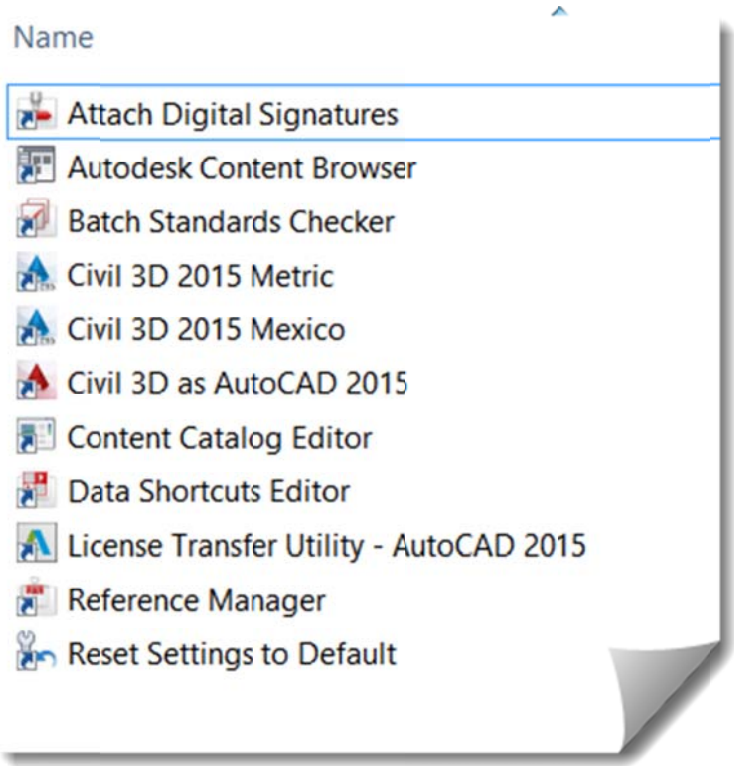 Name
Attach Digital Signatures
Autodesk Content Browser
Batch Standards Checker
Civil 3D 2015 Metric
Civil 3D 2015 Mexico
Civil 3D as AutoCAD 2015
Content Catalog Editor
Data Shortcuts Editor
License Transfer Utility - AutoCAD 2015
Reference Manager
Reset Settings to Default